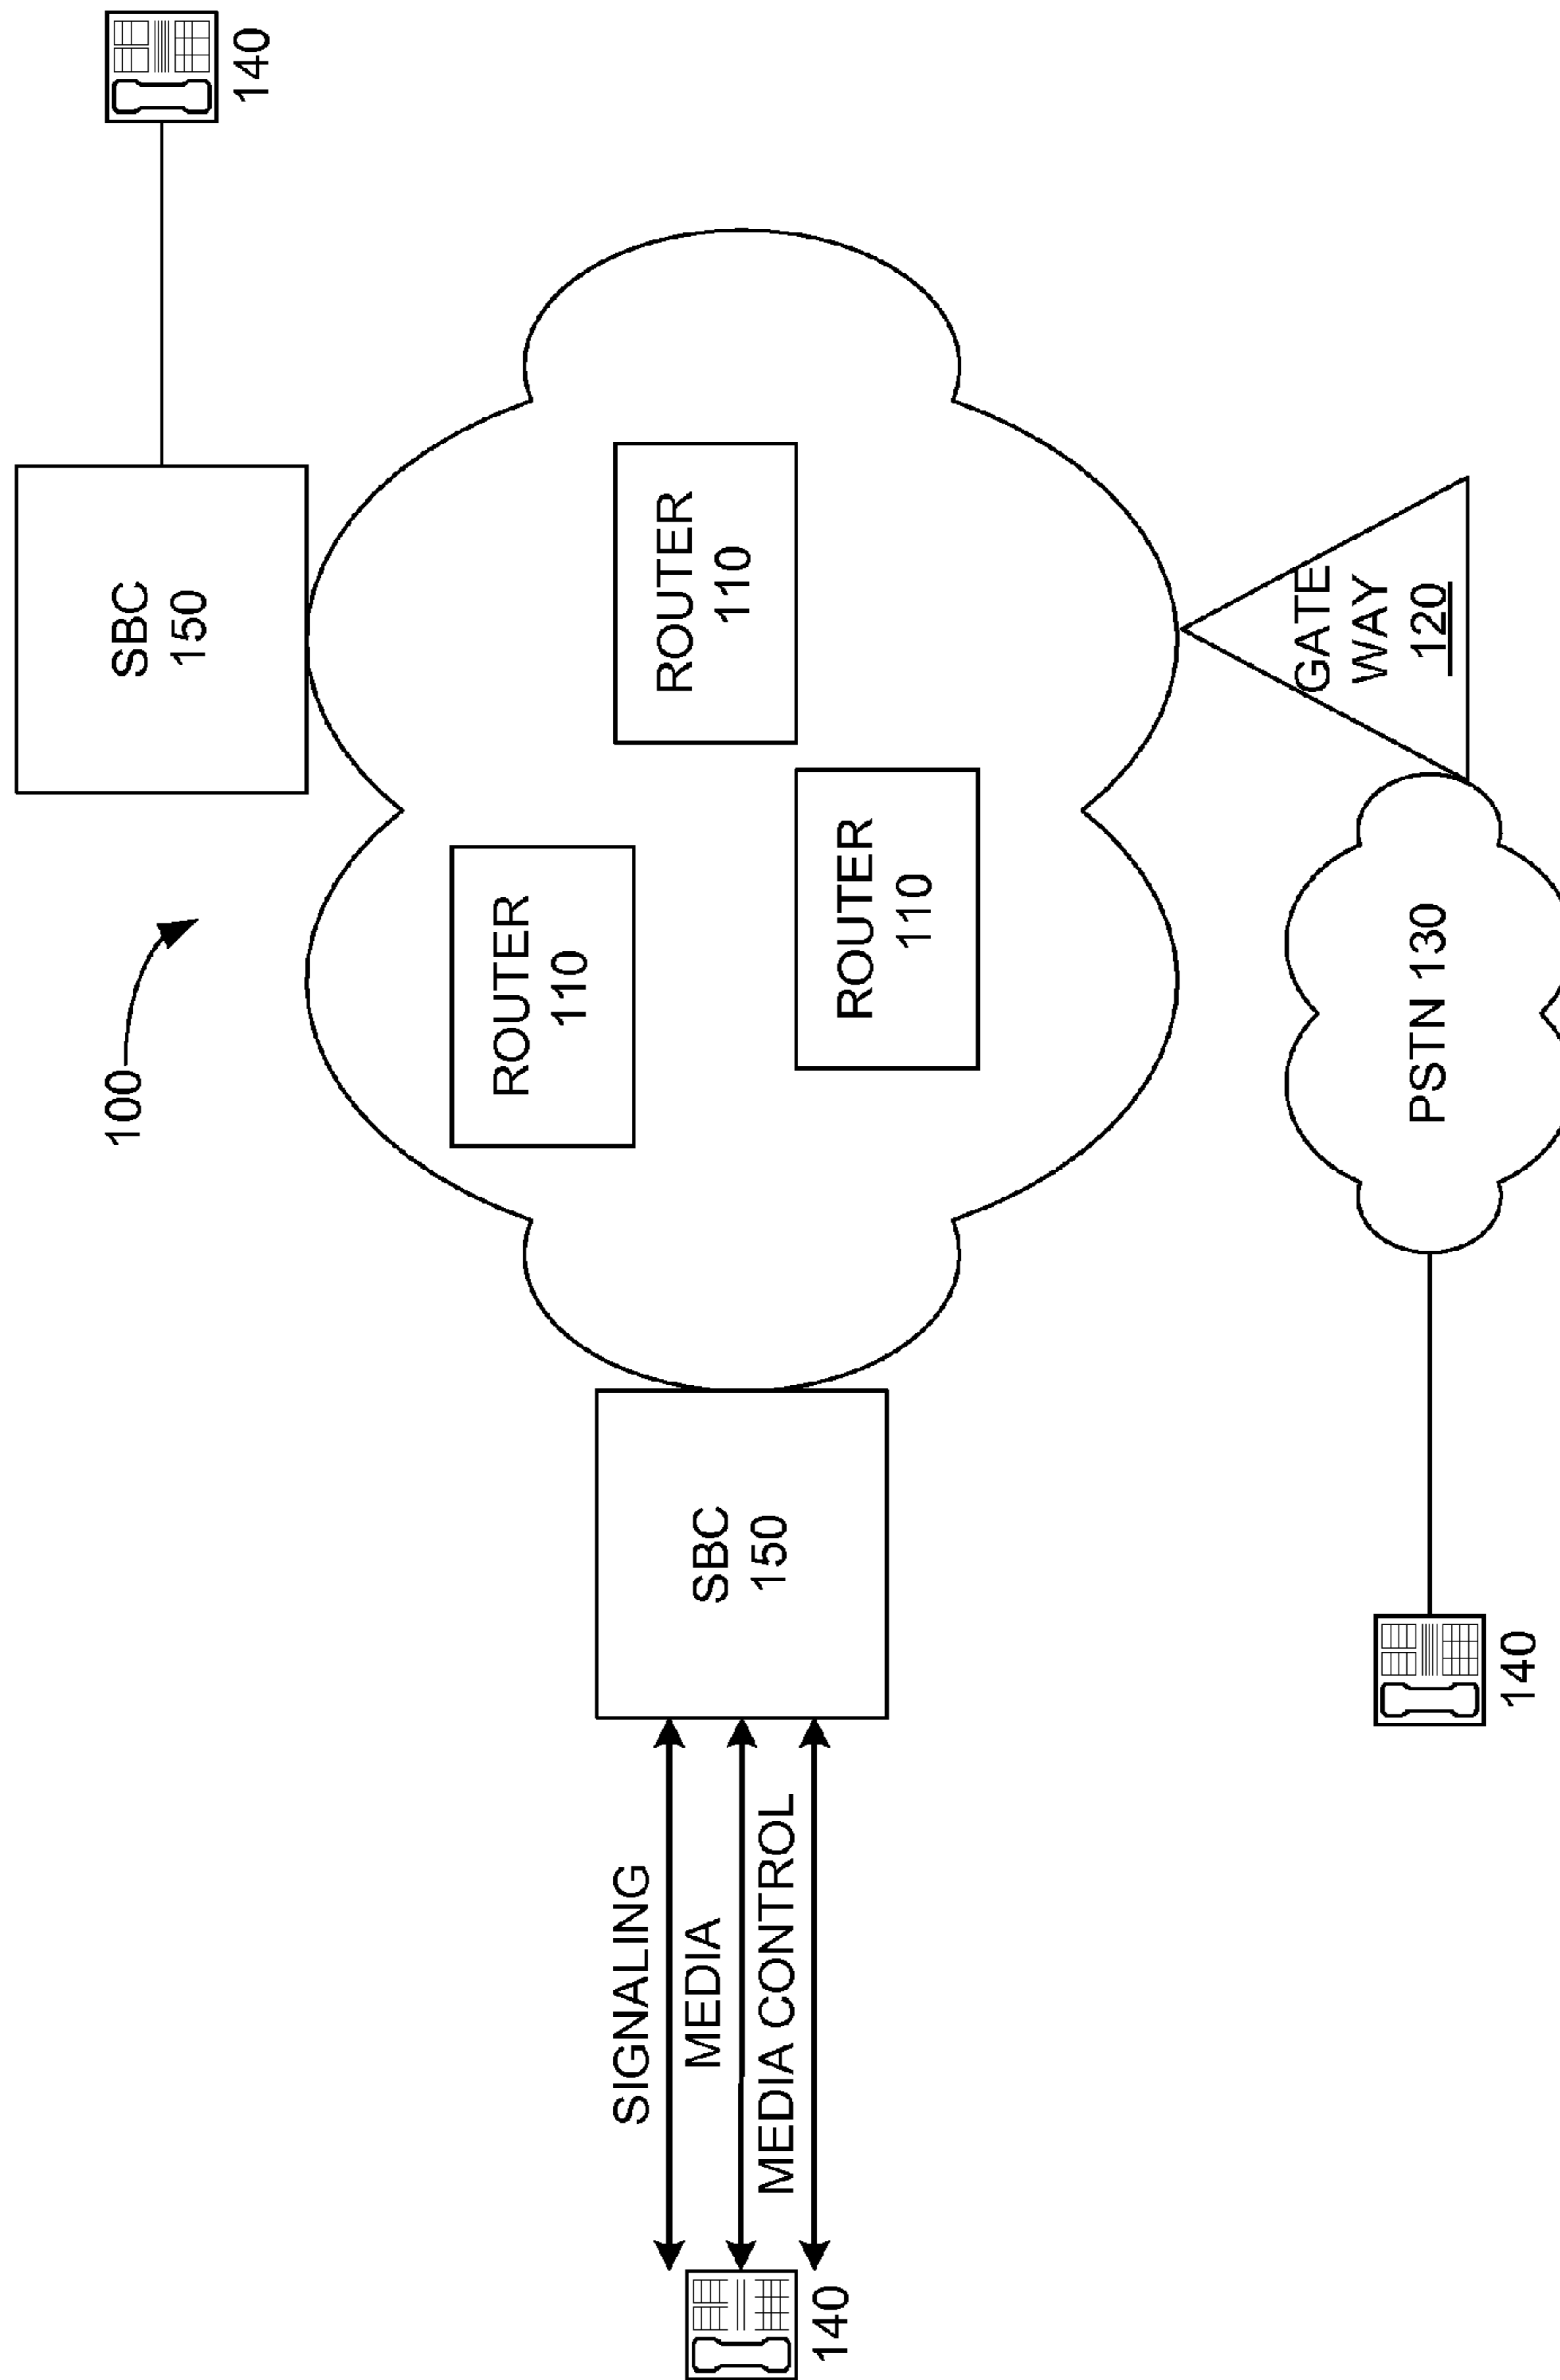 100
SBC
150
140
ROUTER
110
ROUTER
110
SIGNALING
MEDIA
MEDIA CONTROL
140
SBC
150
ROUTER
110
GATE
WAY
120
PSTN 130
140